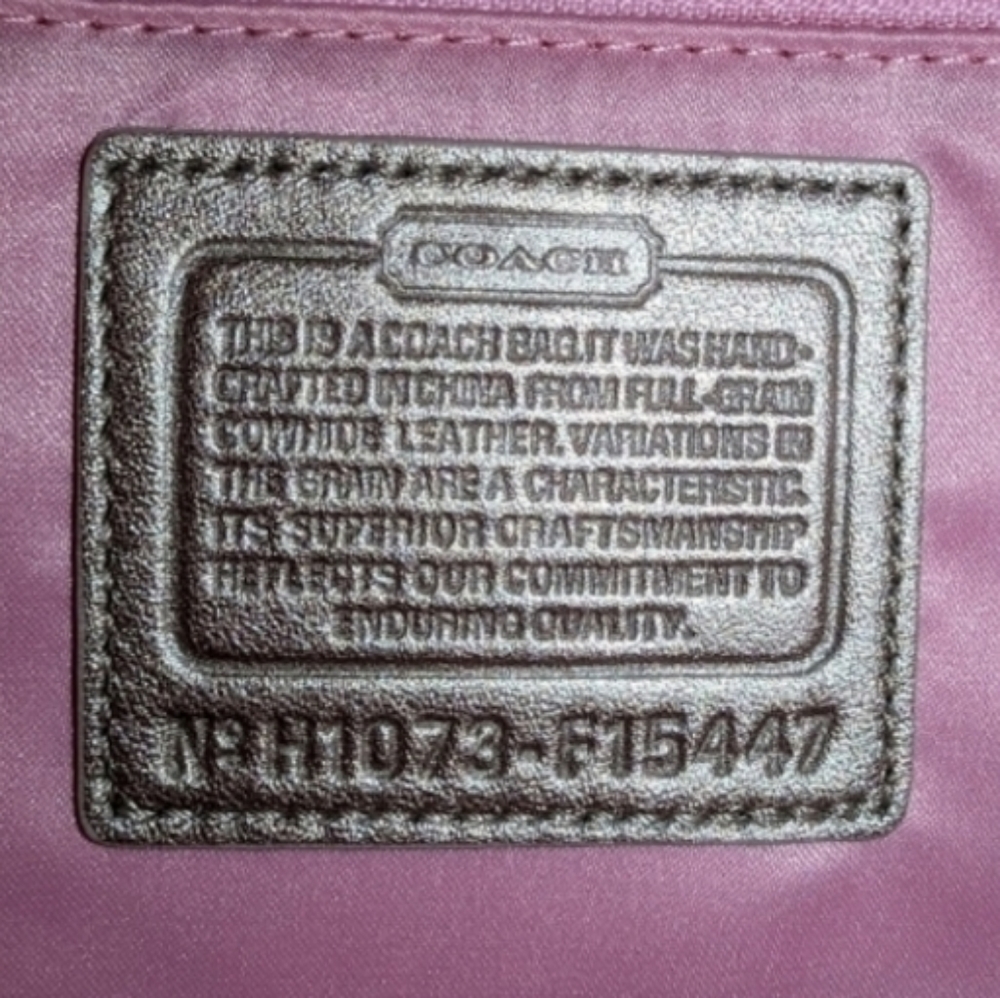 COACH
THIS IS A COACH BAG. IT WAS HAND-
CRAFTED IN CHINA FROM FULL-GRAIN
COWHIDE LEATHER. VARIATIONS IN
THE GRAIN ARE A CHARACTERISTIC.
ITS SUPERIOR CRAFTSMANSHIP
REFLECTS OUR COMMITMENT TO
ENDURING QUALITY.
Nº H1073-F15447